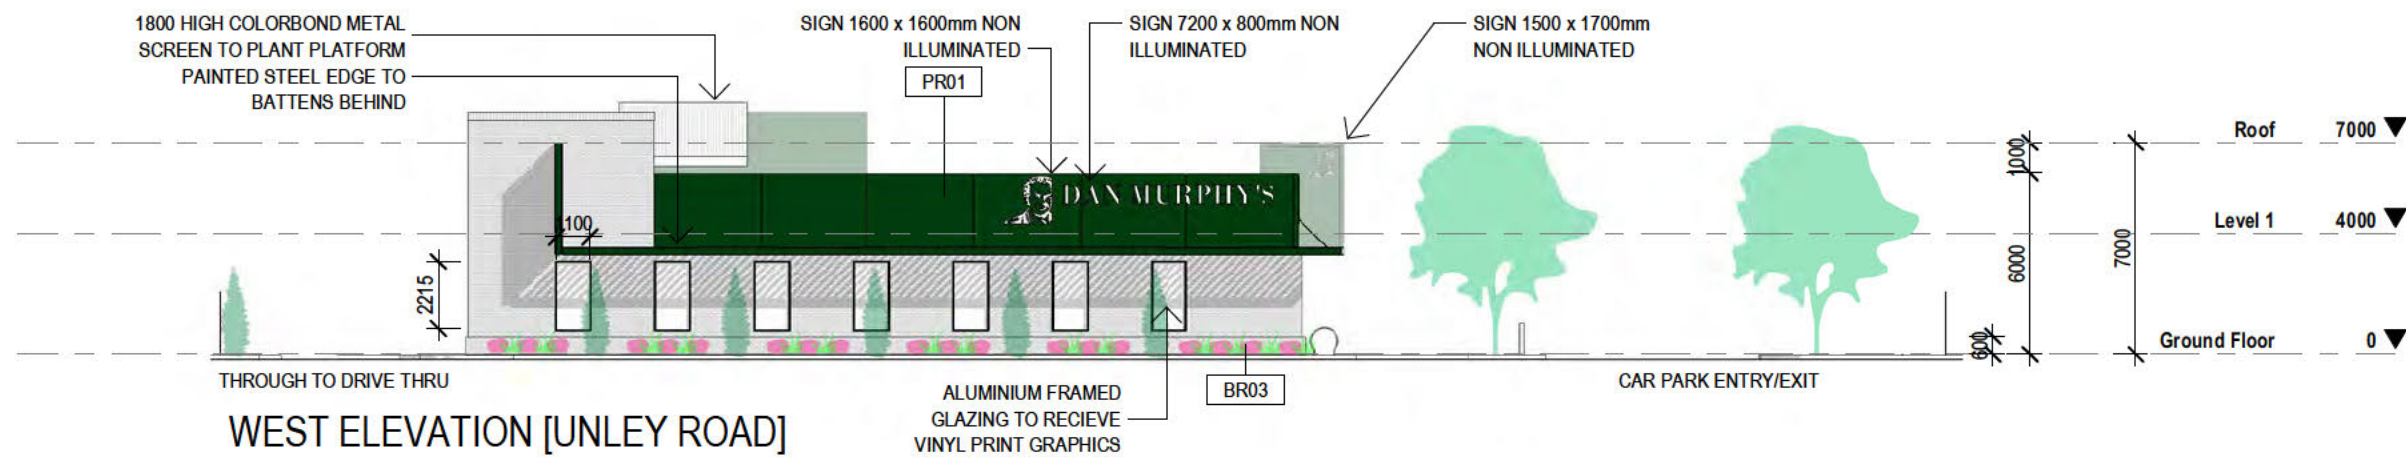 1800 HIGH COLORBOND METAL
SCREEN TO PLANT PLATFORM
PAINTED STEEL EDGE TO
BATTENS BEHIND
SIGN 1600 x 1600mm NON
ILLUMINATED
PR01
SIGN 7200 x 800mm NON
ILLUMINATED
SIGN 1500 x 1700mm
NON ILLUMINATED
Roof 7000
1000
DAN MURPHY'S
1100
Level 1 4000
6000
7000
2215
Ground Floor 0
600
THROUGH TO DRIVE THRU
CAR PARK ENTRY/EXIT
ALUMINIUM FRAMED
GLAZING TO RECIEVE
VINYL PRINT GRAPHICS
BR03
WEST ELEVATION [UNLEY ROAD]